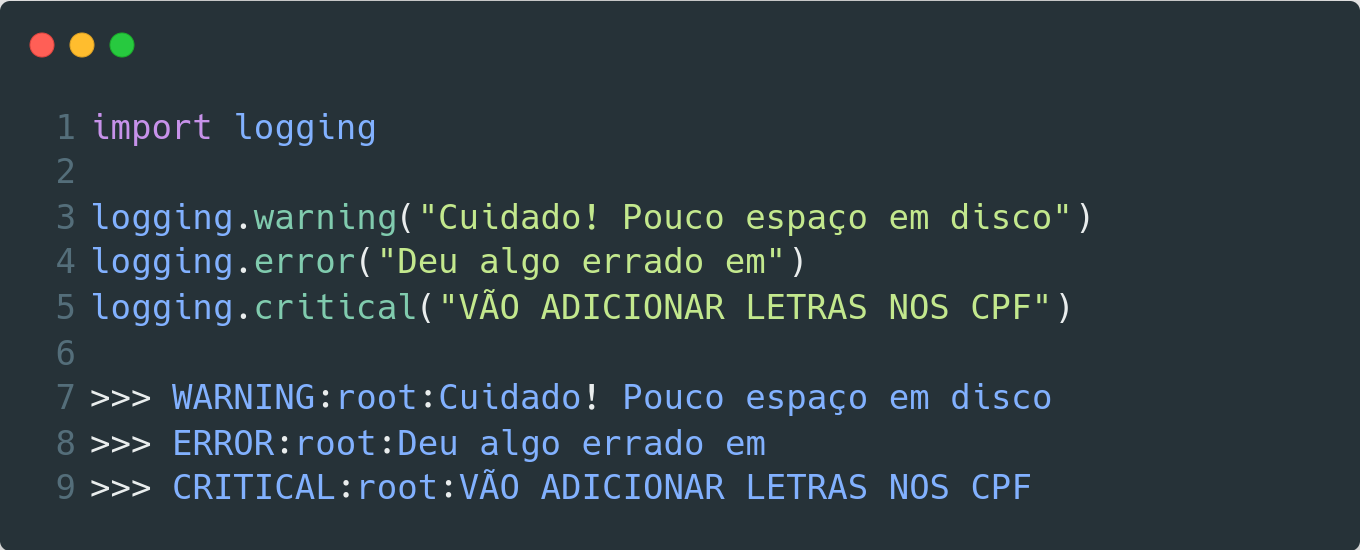 1 import logging
2
3 logging.warning("Cuidado! Pouco espaço em disco")
4 logging.error("Deu algo errado em")
5 logging.critical("VÃO ADICIONAR LETRAS NOS CPF")
6
7 >>> WARNING:root:Cuidado! Pouco espaço em disco
8 >>> ERROR:root:Deu algo errado em
9 >>> CRITICAL:root:VÃO ADICIONAR LETRAS NOS CPF